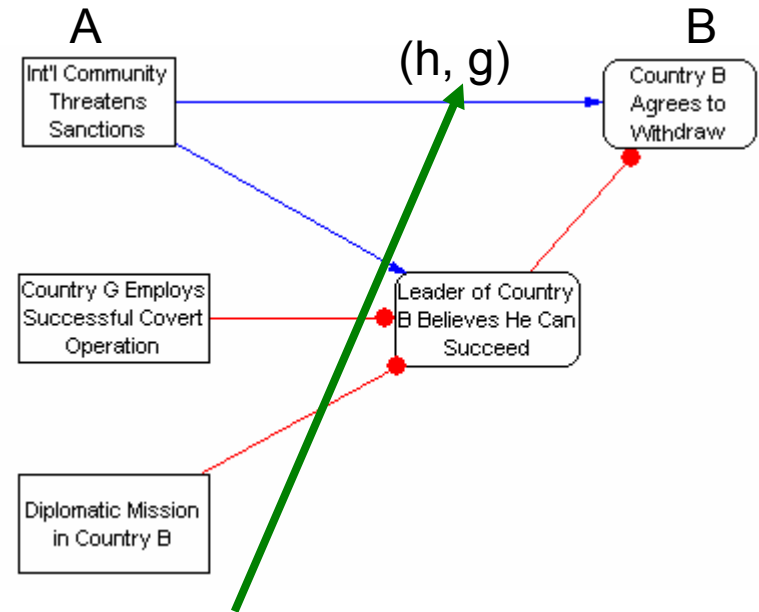 A
B
(h, g)
Int'l Community
Threatens
Sanctions
Country B
Agrees to
Withdraw
Country G Employs
Successful Covert
Operation
Leader of Country
B Believes He Can
Succeed
Diplomatic Mission
in Country B